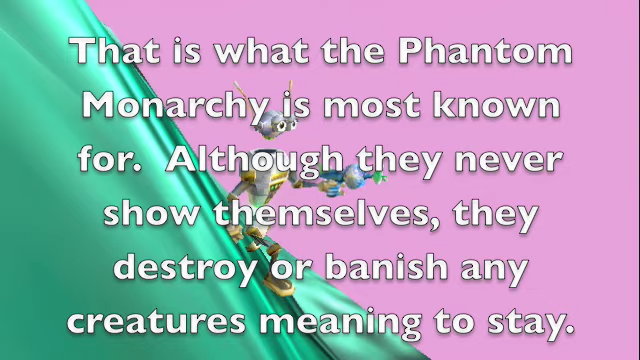 That is what the Phantom
Monarchy is most known
for.  Although they never
show themselves, they
destroy or banish any
creatures meaning to stay.